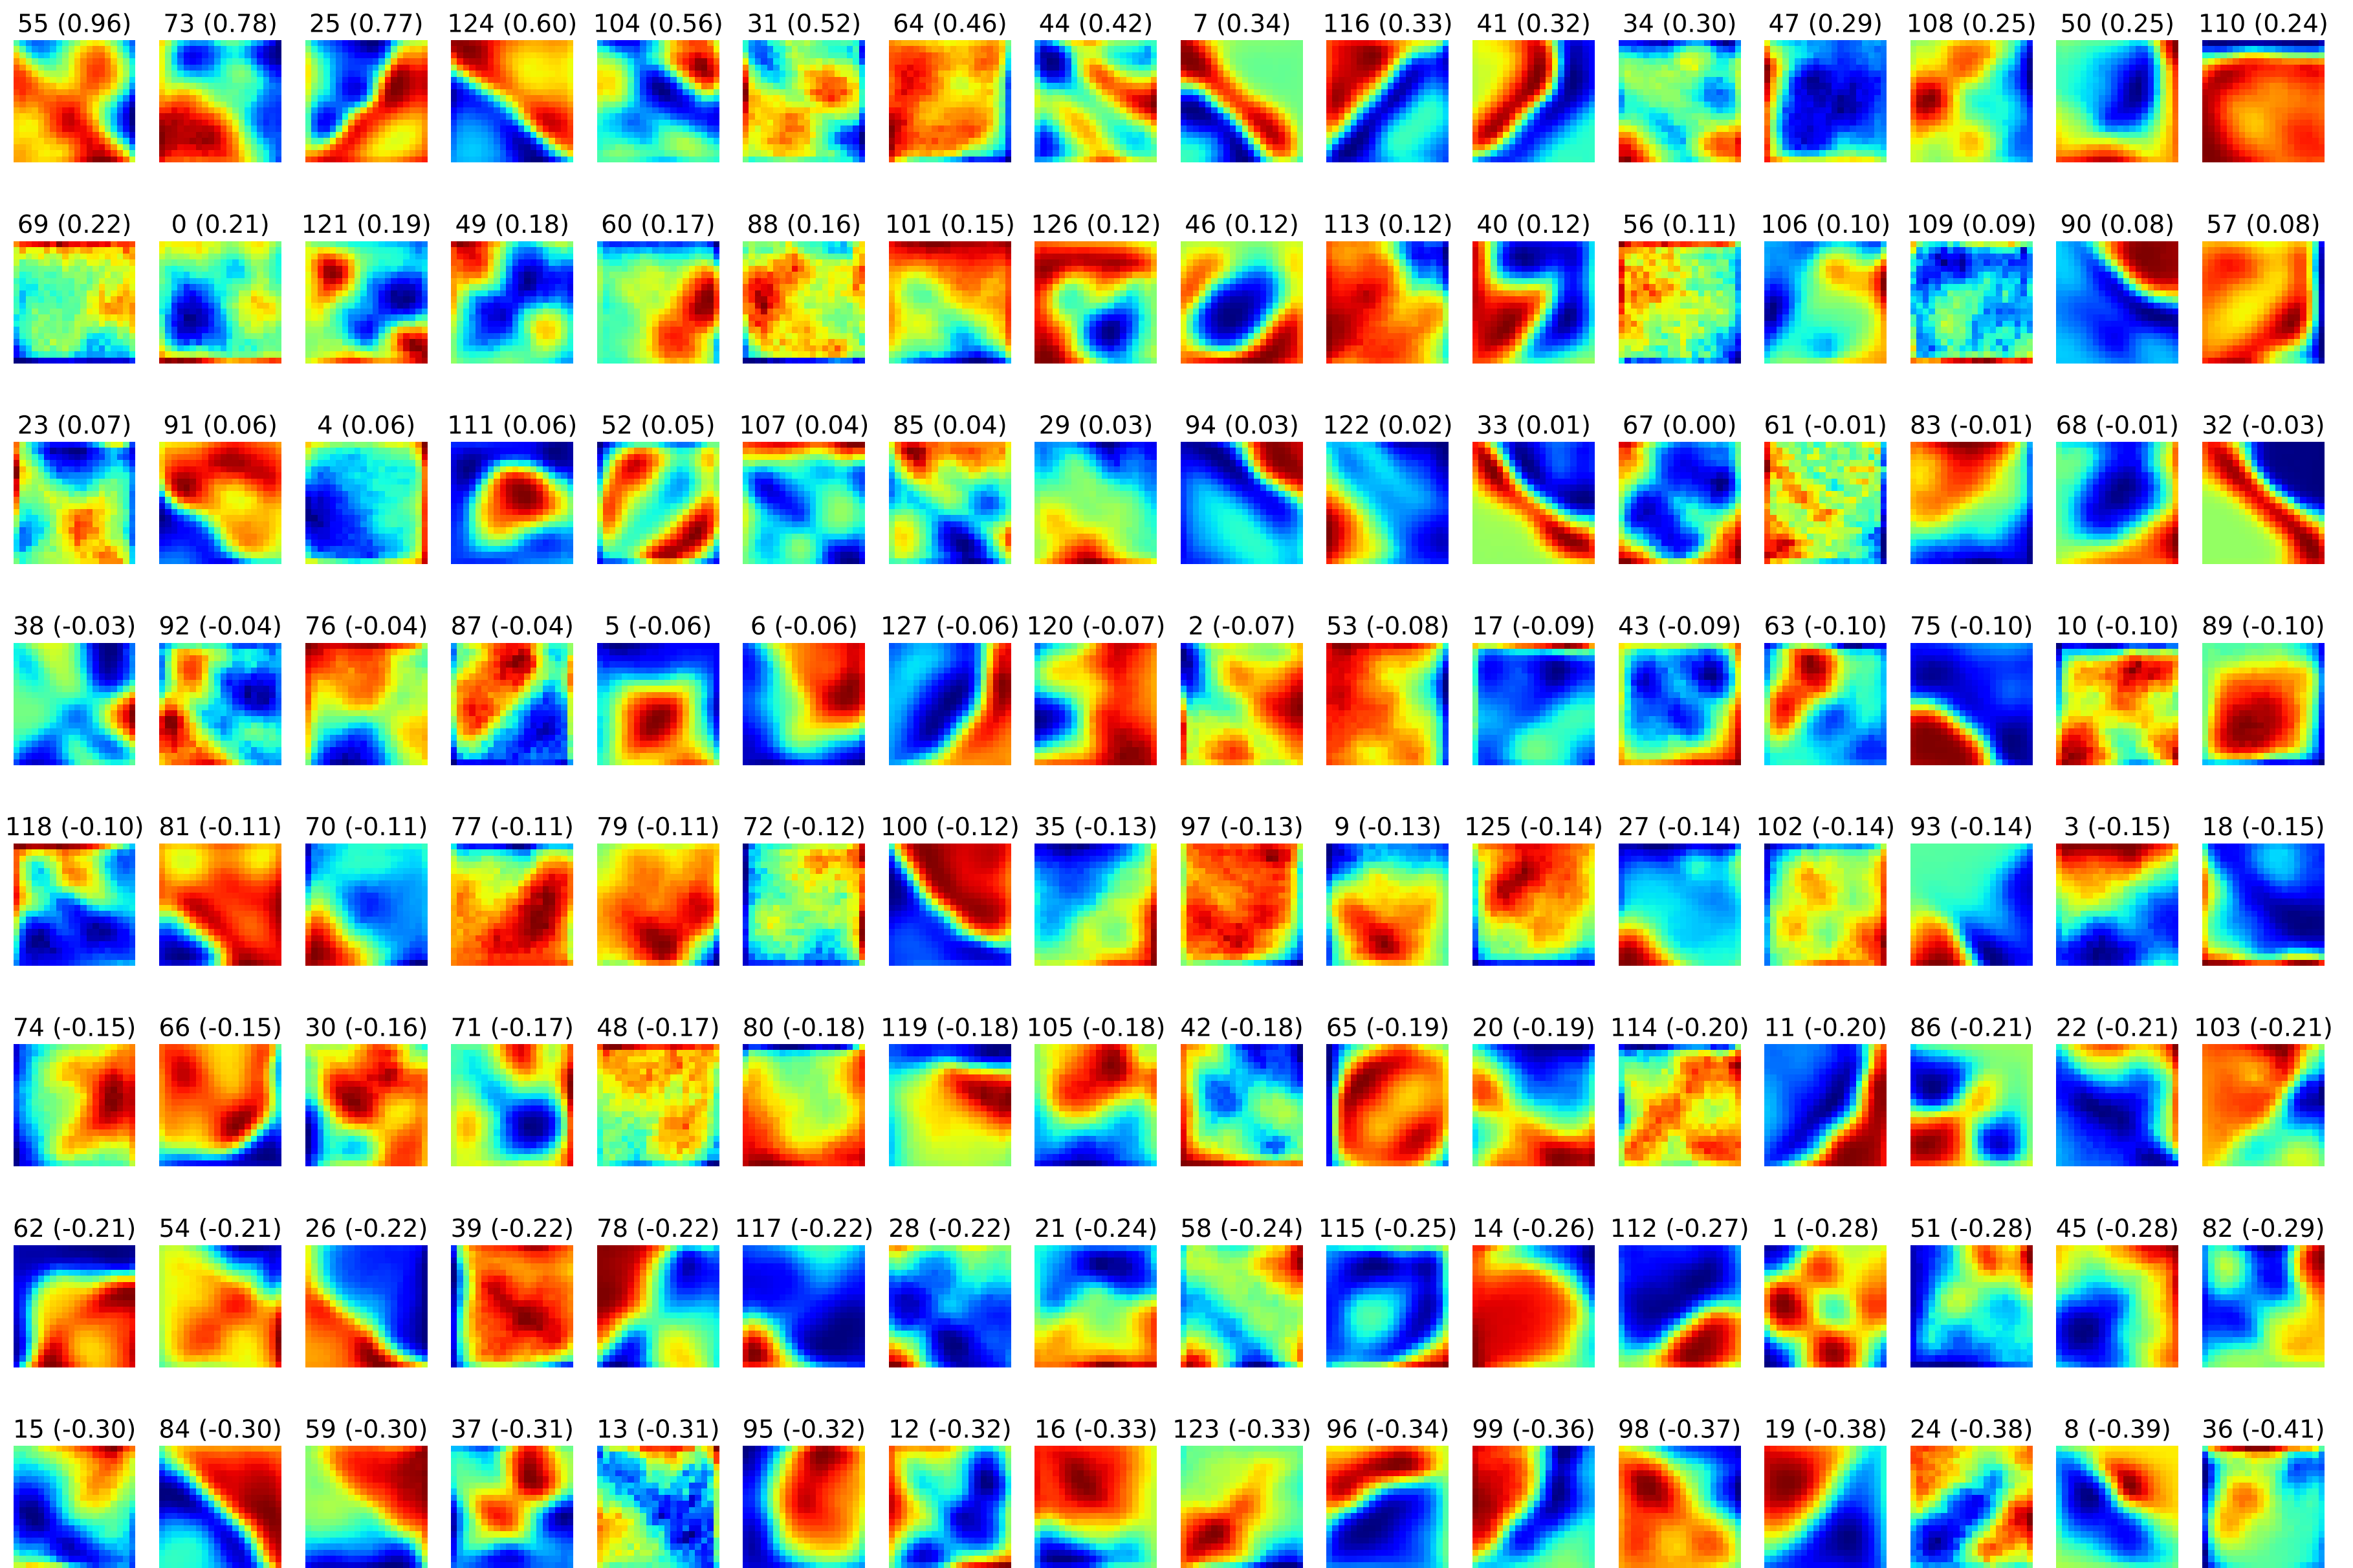 55 (0.96) 73 (0.78) 25 (0.77) 124 (0.60) 104 (0.56) 31 (0.52) 64 (0.46) 44 (0.42) 7 (0.34) 116 (0.33) 41 (0.32) 34 (0.30) 47 (0.29) 108 (0.25) 50 (0.25) 110 (0.24)
69 (0.22) 0 (0.21) 121 (0.19) 49 (0.18) 60 (0.17) 88 (0.16) 101 (0.15) 126 (0.12) 46 (0.12) 113 (0.12) 40 (0.12) 56 (0.11) 106 (0.10) 109 (0.09) 90 (0.08) 57 (0.08)
23 (0.07) 91 (0.06) 4 (0.06) 111 (0.06) 52 (0.05) 107 (0.04) 85 (0.04) 29 (0.03) 94 (0.03) 122 (0.02) 33 (0.01) 67 (0.00) 61 (-0.01) 83 (-0.01) 68 (-0.01) 32 (-0.03)
38 (-0.03) 92 (-0.04) 76 (-0.04) 87 (-0.04) 5 (-0.06) 6 (-0.06) 127 (-0.06) 120 (-0.07) 2 (-0.07) 53 (-0.08) 17 (-0.09) 43 (-0.09) 63 (-0.10) 75 (-0.10) 10 (-0.10) 89 (-0.10)
118 (-0.10) 81 (-0.11) 70 (-0.11) 77 (-0.11) 79 (-0.11) 72 (-0.12) 100 (-0.12) 35 (-0.13) 97 (-0.13) 9 (-0.13) 125 (-0.14) 27 (-0.14) 102 (-0.14) 93 (-0.14) 3 (-0.15) 18 (-0.15)
74 (-0.15) 66 (-0.15) 30 (-0.16) 71 (-0.17) 48 (-0.17) 80 (-0.18) 119 (-0.18) 105 (-0.18) 42 (-0.18) 65 (-0.19) 20 (-0.19) 114 (-0.20) 11 (-0.20) 86 (-0.21) 22 (-0.21) 103 (-0.21)
62 (-0.21) 54 (-0.21) 26 (-0.22) 39 (-0.22) 78 (-0.22) 117 (-0.22) 28 (-0.22) 21 (-0.24) 58 (-0.24) 115 (-0.25) 14 (-0.26) 112 (-0.27) 1 (-0.28) 51 (-0.28) 45 (-0.28) 82 (-0.29)
15 (-0.30) 84 (-0.30) 59 (-0.30) 37 (-0.31) 13 (-0.31) 95 (-0.32) 12 (-0.32) 16 (-0.33) 123 (-0.33) 96 (-0.34) 99 (-0.36) 98 (-0.37) 19 (-0.38) 24 (-0.38) 8 (-0.39) 36 (-0.41)